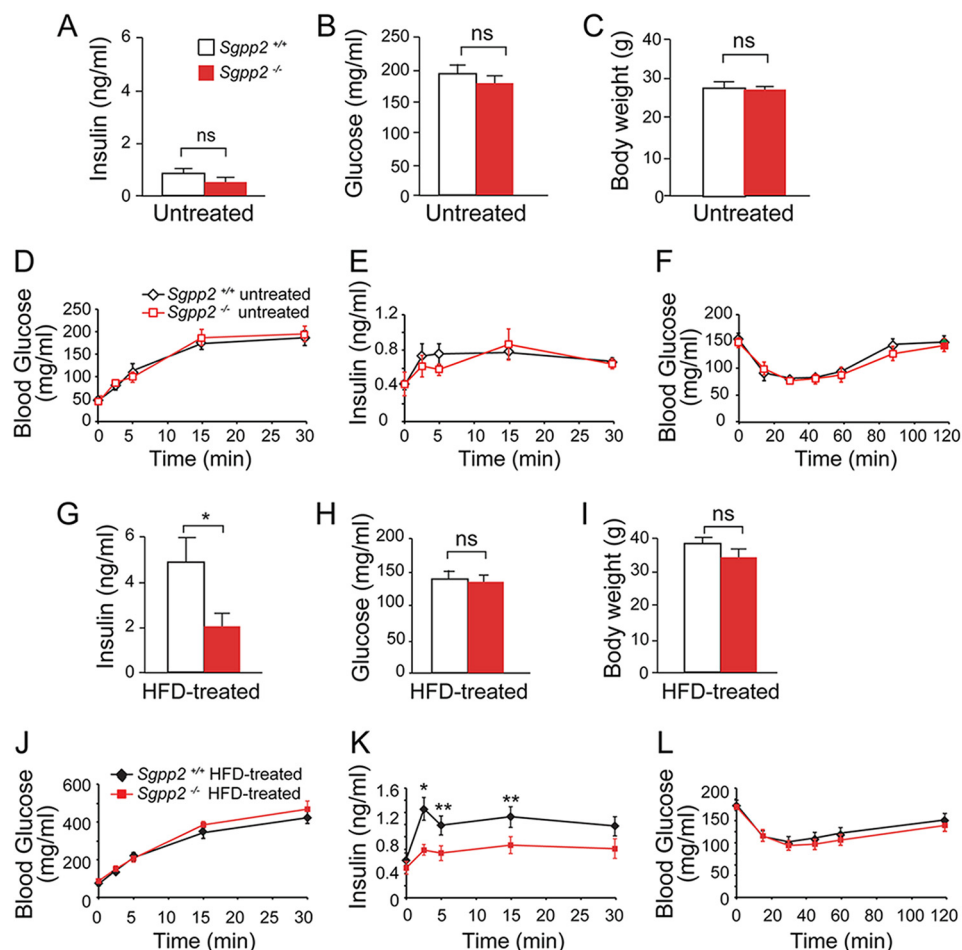 A
Insulin (ng/ml)
6
4
2
0
Sgpp2 +/+
Sgpp2 -/-
ns
Untreated
B
Glucose (mg/ml)
250
200
150
100
50
0
ns
Untreated
C
Body weight (g)
40
30
20
10
0
ns
Untreated
D
Blood Glucose
(mg/ml)
250
200
150
100
50
0
Sgpp2 +/+ untreated
Sgpp2 -/- untreated
0 5 10 15 20 25 30
Time (min)
E
Insulin (ng/ml)
1.2
0.8
0.4
0
0 5 10 15 20 25 30
Time (min)
F
Blood Glucose
(mg/ml)
200
150
100
50
0
0 20 40 60 80 100 120
Time (min)
G
Insulin (ng/ml)
6
4
2
0
*
HFD-treated
H
Glucose (mg/ml)
200
150
100
50
0
ns
HFD-treated
I
Body weight (g)
40
30
20
10
0
ns
HFD-treated
J
Blood Glucose
(mg/ml)
600
400
200
0
Sgpp2 +/+ HFD-treated
Sgpp2 -/- HFD-treated
0 5 10 15 20 25 30
Time (min)
K
Insulin (ng/ml)
1.6
1.2
0.8
0.4
0
* ** **
0 5 10 15 20 25 30
Time (min)
L
Blood Glucose
(mg/ml)
200
150
100
50
0
0 20 40 60 80 100 120
Time (min)